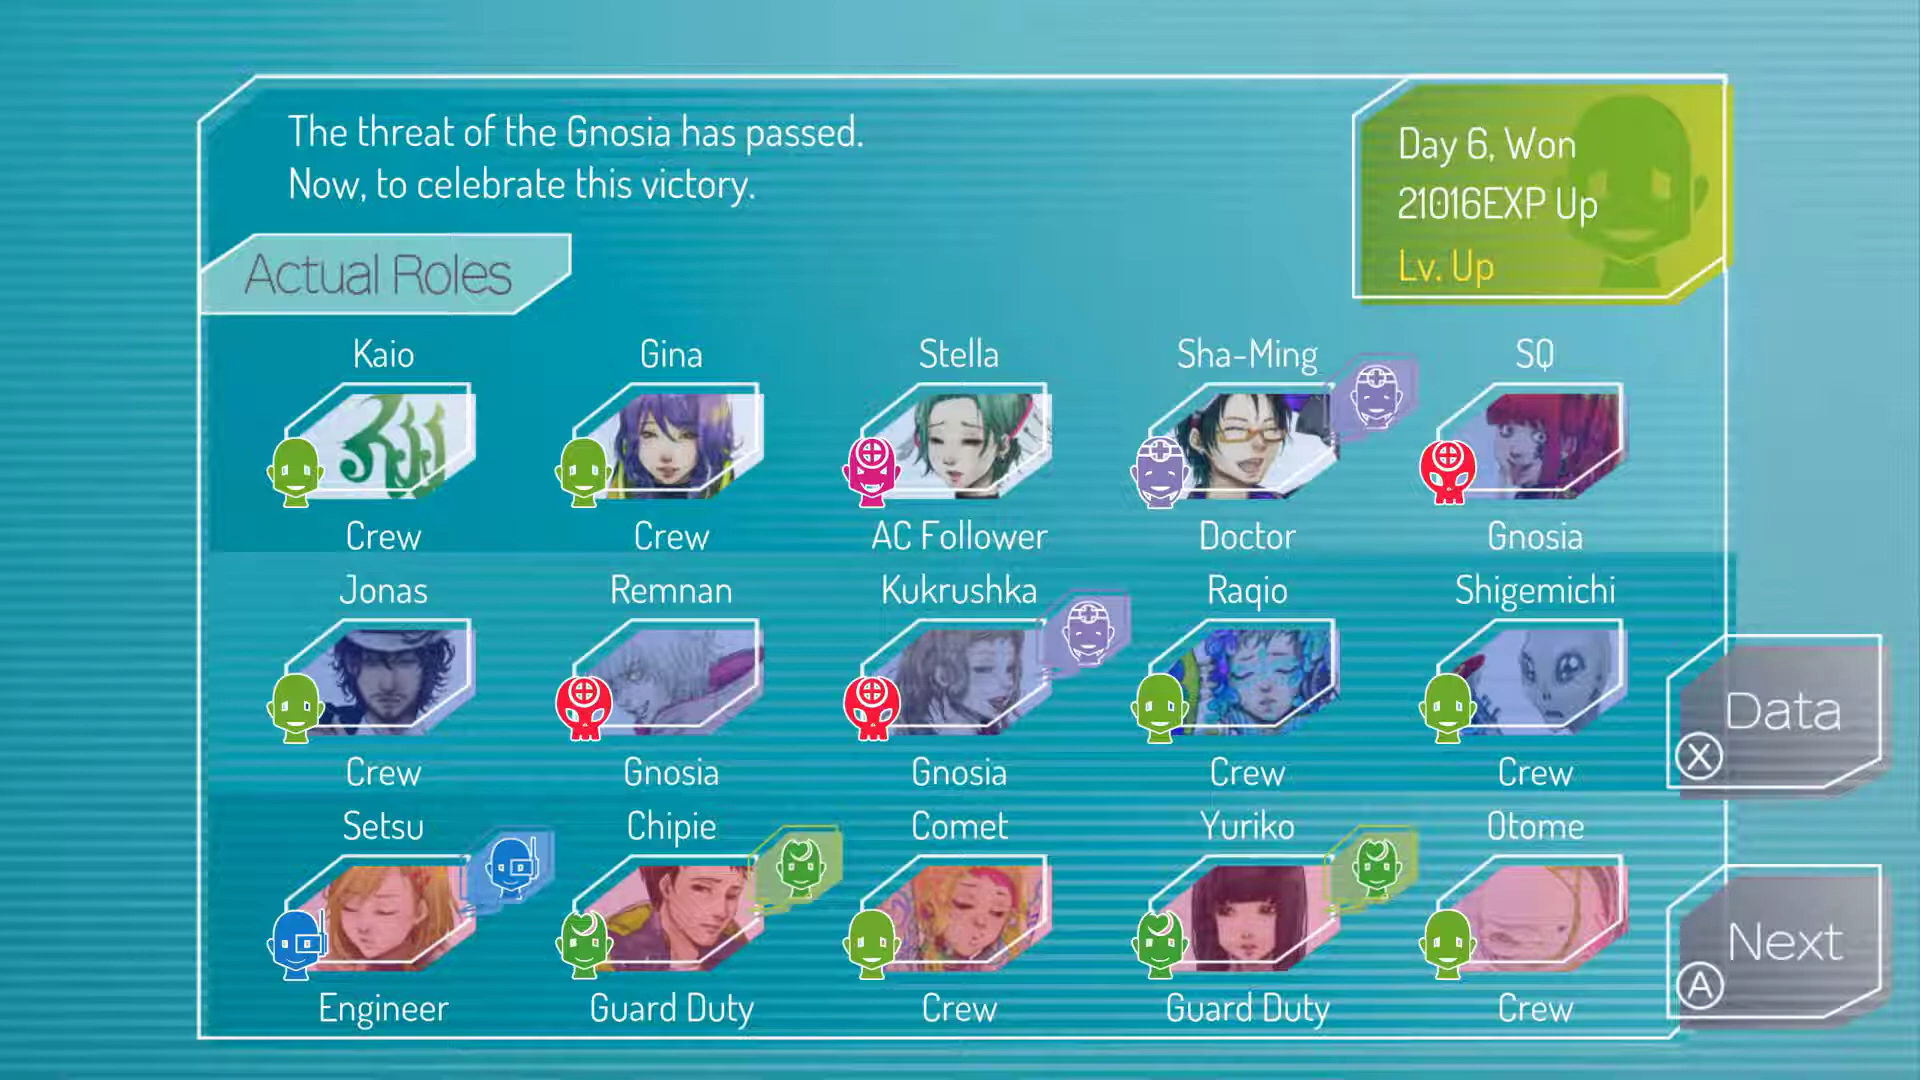 The threat of the Gnosia has passed.
Now, to celebrate this victory.
Day 6, Won
21016EXP Up
Lv. Up
Actual Roles
Kaio
Gina
Stella
Sha-Ming
SQ
Crew
Crew
AC Follower
Doctor
Gnosia
Jonas
Remnan
Kukrushka
Raqio
Shigemichi
Crew
Gnosia
Gnosia
Crew
Crew
Data
X
Setsu
Chipie
Comet
Yuriko
Otome
Engineer
Guard Duty
Crew
Guard Duty
Crew
Next
A